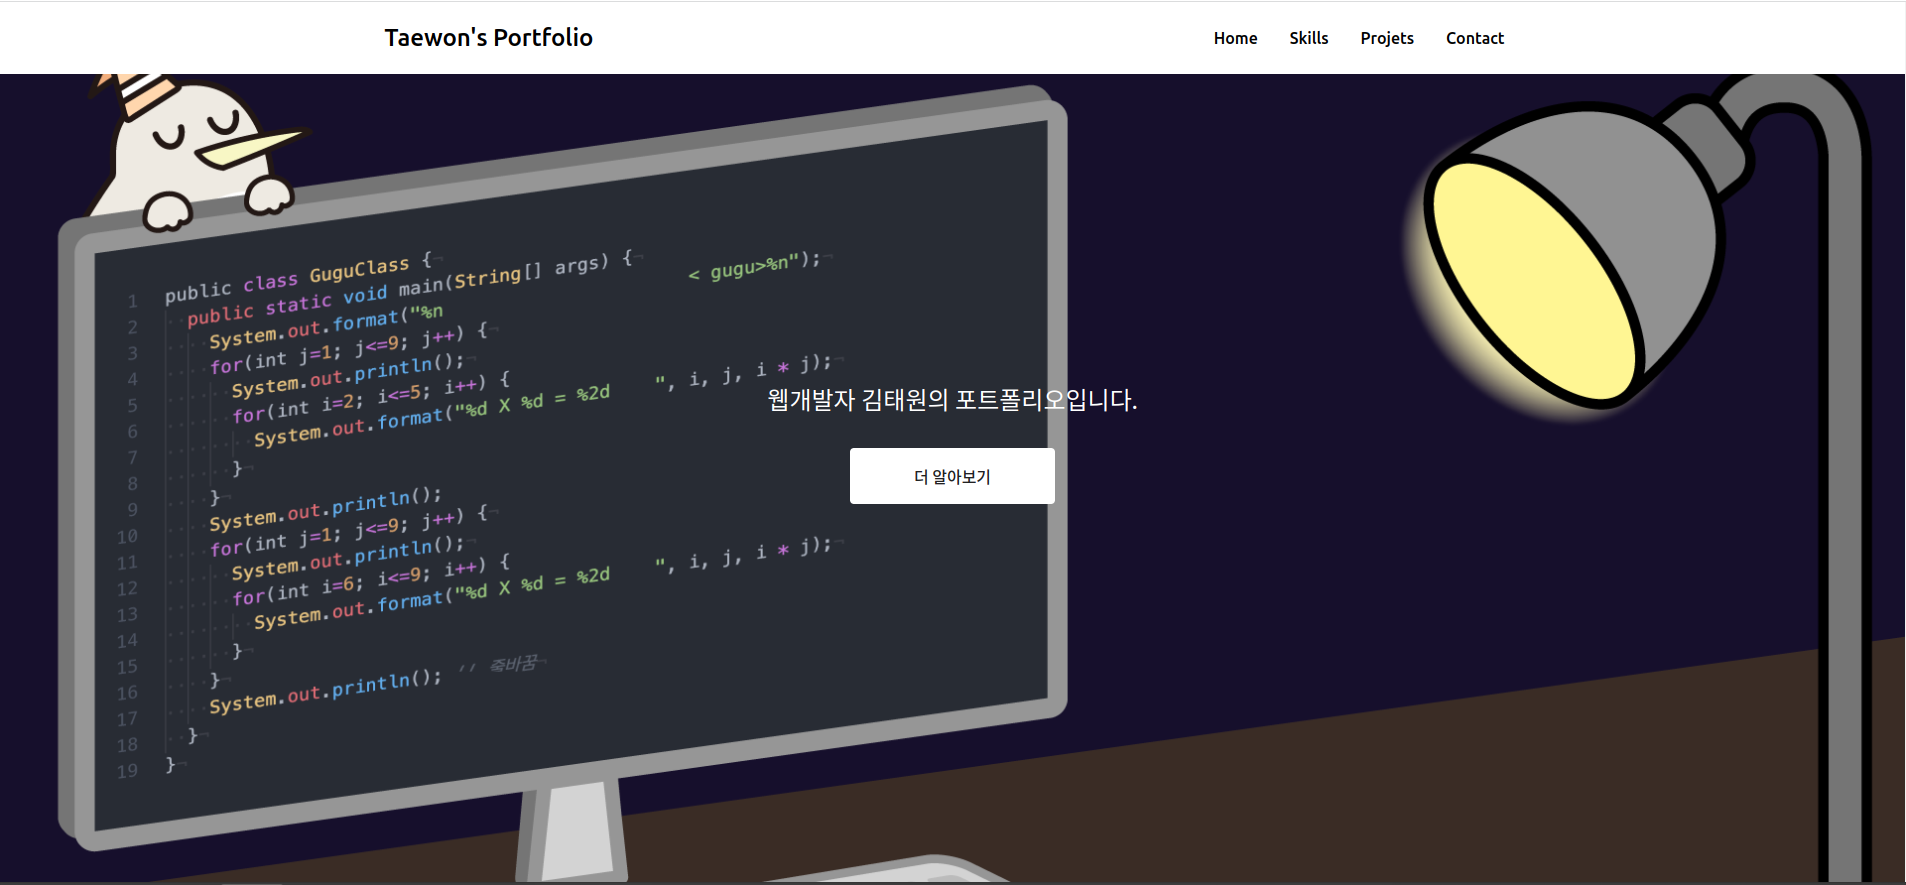 Taewon's Portfolio
Home Skills Projets Contact
1 public class GuguClass {
2 public static void main(String[] args) {
3 System.out.format("%n < gugu>%n");
4 for(int j=1; j<=9; j++) {
5 System.out.println();
6 for(int i=2; i<=5; i++) {
7 System.out.format("%d X %d = %2d ", i, j, i * j);
8 }
9 }
10 System.out.println();
11 for(int j=1; j<=9; j++) {
12 System.out.println();
13 for(int i=6; i<=9; i++) {
14 System.out.format("%d X %d = %2d ", i, j, i * j);
15 }
16 }
17 System.out.println(); // 줄바꿈
18 }
19 }
웹개발자 김태원의 포트폴리오입니다.
더 알아보기